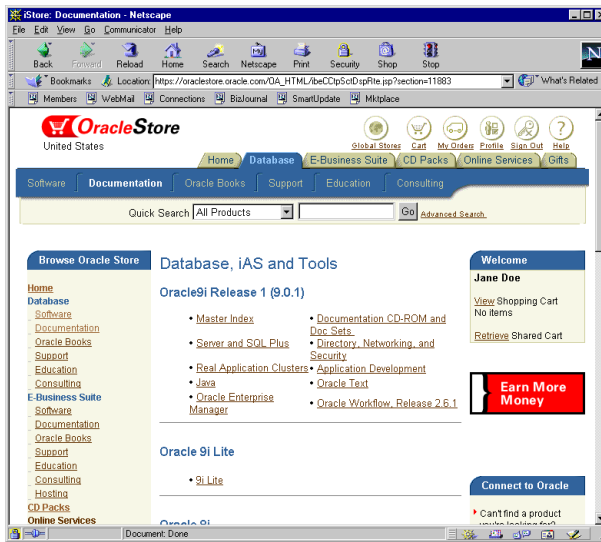 iStore: Documentation - Netscape
File Edit View Go Communicator Help
Back Forward Reload Home Search Netscape Print Security Shop Stop
Bookmarks Location: https://oraclestore.oracle.com/OA_HTML/ibeCCtpSctDspRte.jsp?section=11883 What's Related
Members WebMail Connections BizJournal SmartUpdate Mktplace
OracleStore
United States
Global Stores Cart My Orders Profile Sign Out Help
Home Database E-Business Suite CD Packs Online Services Gifts
Software Documentation Oracle Books Support Education Consulting
Quick Search All Products Go Advanced Search
Browse Oracle Store
Home
Database
Software
Documentation
Oracle Books
Support
Education
Consulting
E-Business Suite
Software
Documentation
Oracle Books
Support
Education
Consulting
Hosting
CD Packs
Online Services
Database, iAS and Tools
Oracle9i Release 1 (9.0.1)
• Master Index
• Documentation CD-ROM and
Doc Sets
• Server and SQL Plus
• Directory, Networking, and
Security
• Real Application Clusters
• Application Development
• Java
• Oracle Text
• Oracle Enterprise
Manager
• Oracle Workflow, Release 2.6.1
Oracle 9i Lite
• 9i Lite
Oracle 8i
Welcome
Jane Doe
View Shopping Cart
No items
Retrieve Shared Cart
Earn More
Money
Connect to Oracle
Can't find a product
you're looking for?
Document: Done